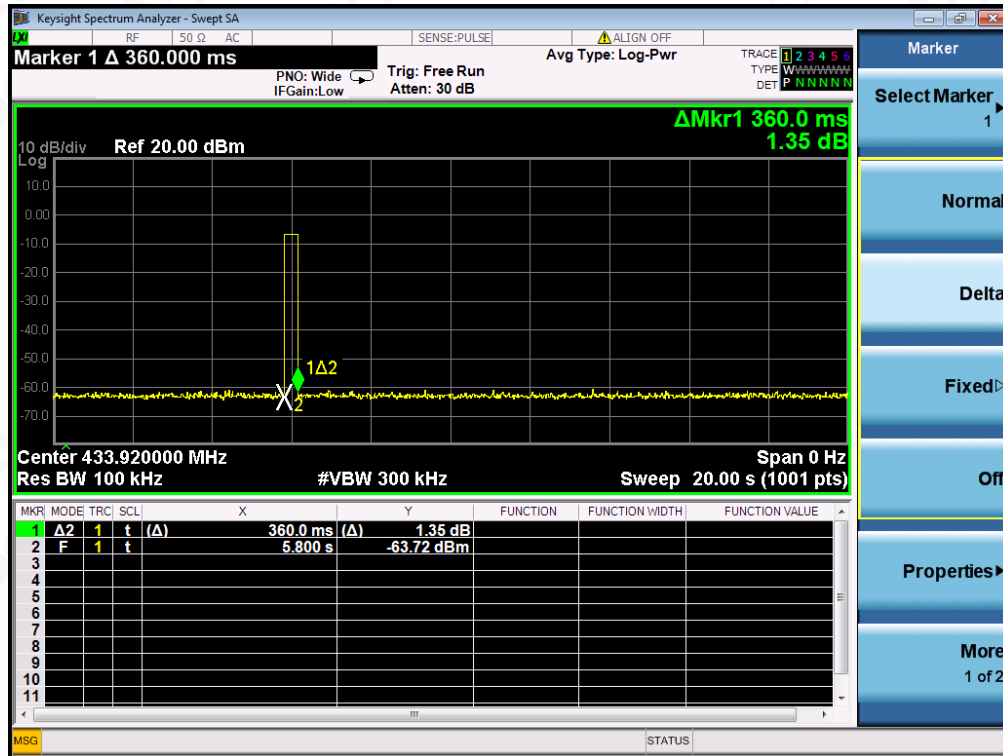 Keysight Spectrum Analyzer - Swept SA
LXI RF 50 Ω AC SENSE:PULSE ALIGN OFF
Marker 1 Δ 360.000 ms
PNO: Wide
IFGain:Low
Trig: Free Run
Atten: 30 dB
Avg Type: Log-Pwr
TRACE 1 2 3 4 5 6
TYPE WWWWWW
DET P N N N N N
ΔMkr1 360.0 ms
1.35 dB
10 dB/div Ref 20.00 dBm
Log
10.0
0.00
-10.0
-20.0
-30.0
-40.0
-50.0
-60.0
-70.0
1Δ2
X2
Center 433.920000 MHz Span 0 Hz
Res BW 100 kHz #VBW 300 kHz Sweep 20.00 s (1001 pts)
MKR MODE TRC SCL X Y FUNCTION FUNCTION WIDTH FUNCTION VALUE
1 Δ2 1 t (Δ) 360.0 ms (Δ) 1.35 dB
2 F 1 t 5.800 s -63.72 dBm
3
4
5
6
7
8
9
10
11
MSG STATUS
Marker
Select Marker
1
Normal
Delta
Fixed
Off
Properties
More
1 of 2